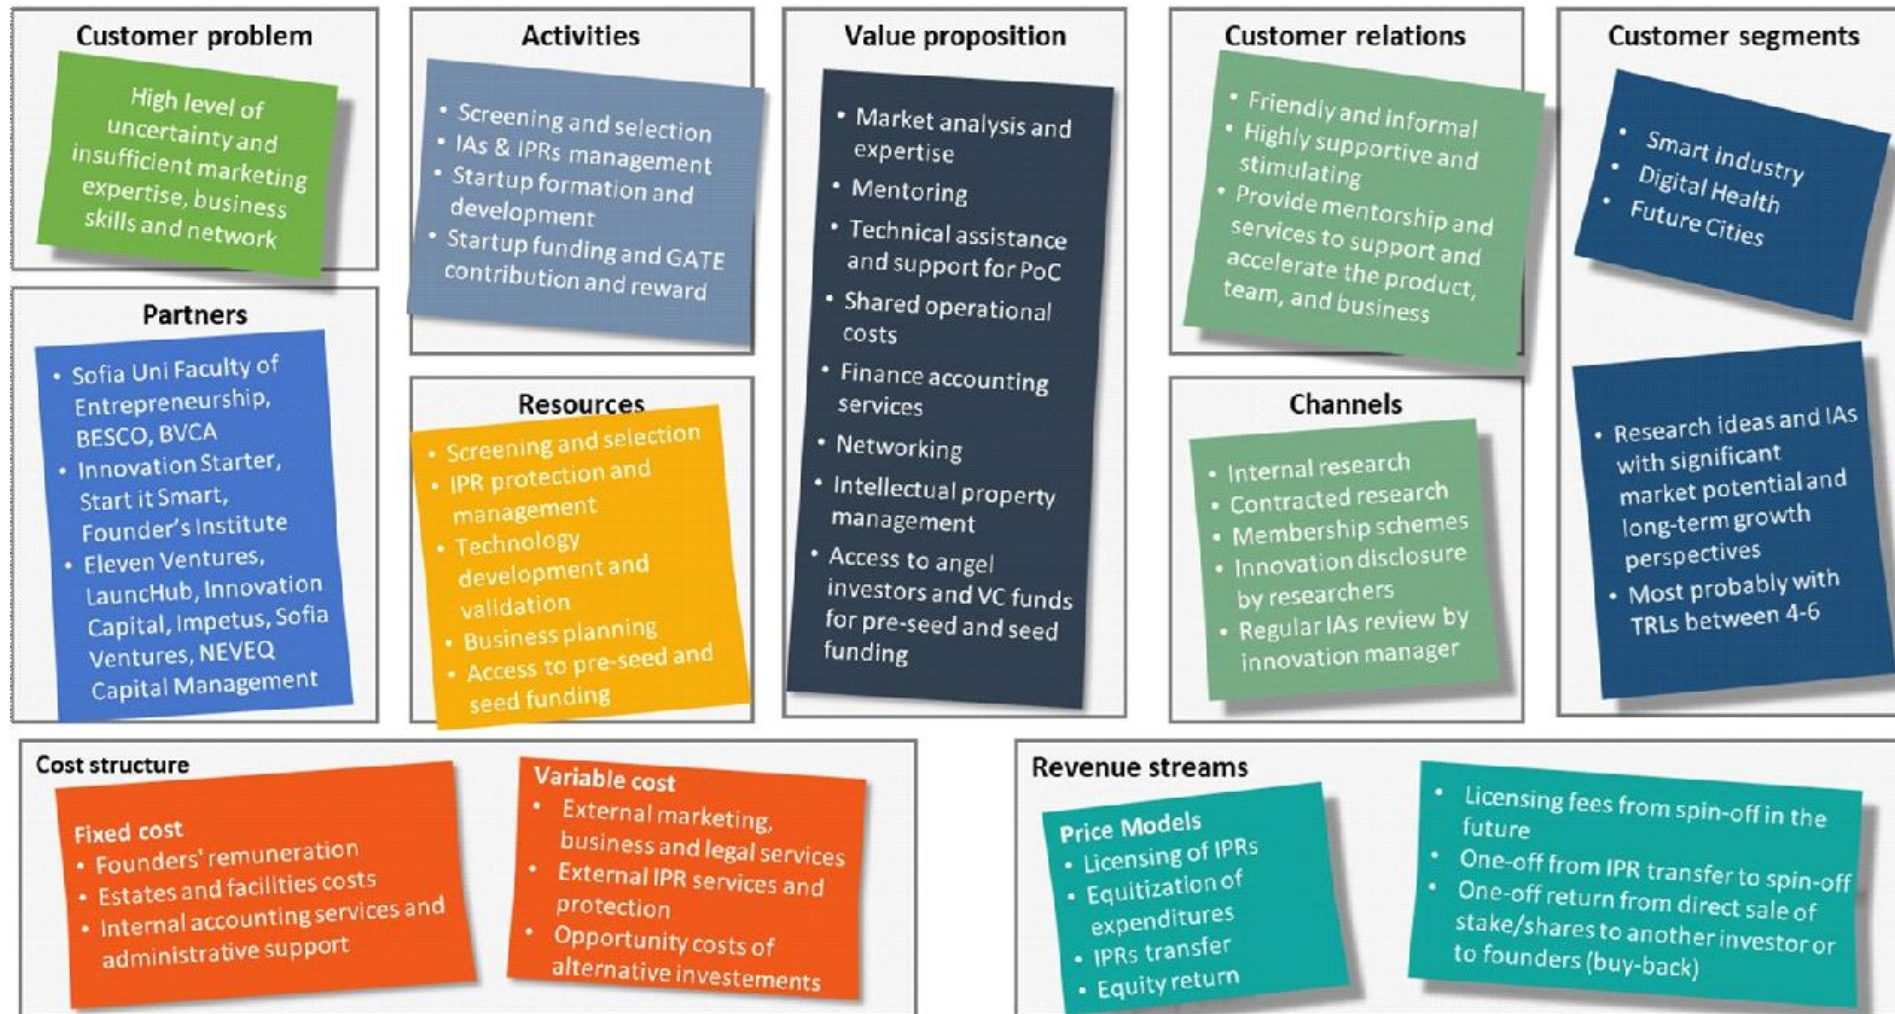 Customer problem
High level of
uncertainty and
insufficient marketing
expertise, business
skills and network
Partners
• Sofia Uni Faculty of
Entrepreneurship,
BESCO, BVCA
• Innovation Starter,
Start it Smart,
Founder's Institute
• Eleven Ventures,
LauncHub, Innovation
Capital, Impetus, Sofia
Ventures, NEVEQ
Capital Management
Activities
• Screening and selection
• IAs & IPRs management
• Startup formation and
development
• Startup funding and GATE
contribution and reward
Resources
• Screening and selection
• IPR protection and
management
• Technology
development and
validation
• Business planning
• Access to pre-seed and
seed funding
Value proposition
• Market analysis and
expertise
• Mentoring
• Technical assistance
and support for PoC
• Shared operational
costs
• Finance accounting
services
• Networking
• Intellectual property
management
• Access to angel
investors and VC funds
for pre-seed and seed
funding
Customer relations
• Friendly and informal
• Highly supportive and
stimulating
• Provide mentorship and
services to support and
accelerate the product,
team, and business
Channels
• Internal research
• Contracted research
• Membership schemes
• Innovation disclosure
by researchers
• Regular IAs review by
innovation manager
Customer segments
• Smart industry
• Digital Health
• Future Cities
• Research ideas and IAs
with significant
market potential and
long-term growth
perspectives
• Most probably with
TRLs between 4-6
Cost structure
Fixed cost
• Founders' remuneration
• Estates and facilities costs
• Internal accounting services and
administrative support
Variable cost
• External marketing,
business and legal services
• External IPR services and
protection
• Opportunity costs of
alternative investements
Revenue streams
Price Models
• Licensing of IPRs
• Equitization of
expenditures
• IPRs transfer
• Equity return
• Licensing fees from spin-off in the
future
• One-off from IPR transfer to spin-off
• One-off return from direct sale of
stake/shares to another investor or
to founders (buy-back)